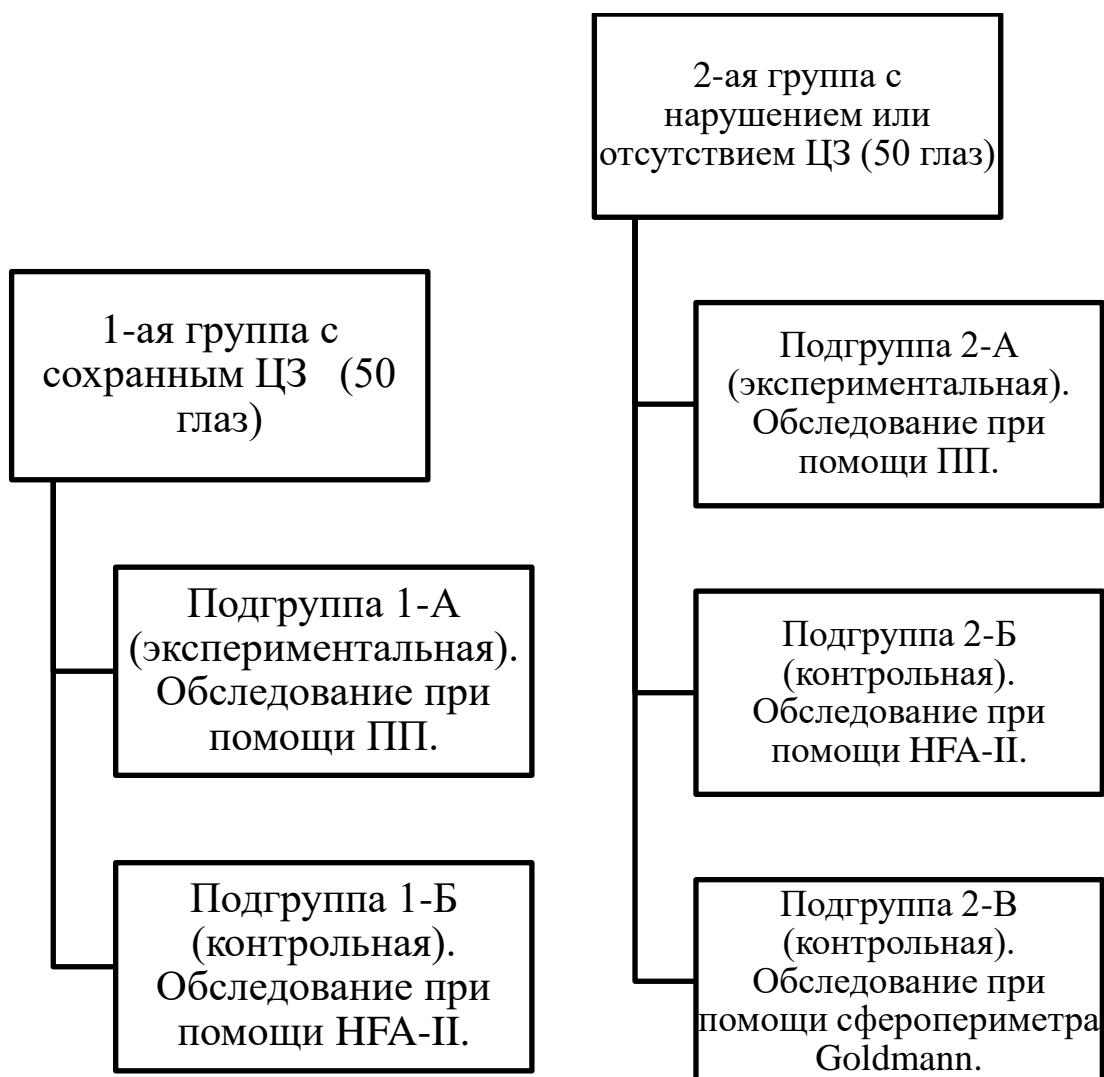 1-ая группа с
сохранным ЦЗ (50
глаз)
Подгруппа 1-А
(экспериментальная).
Обследование при
помощи ПП.
Подгруппа 1-Б
(контрольная).
Обследование при
помощи HFA-II.
2-ая группа с
нарушением или
отсутствием ЦЗ (50 глаз)
Подгруппа 2-А
(экспериментальная).
Обследование при
помощи ПП.
Подгруппа 2-Б
(контрольная).
Обследование при
помощи HFA-II.
Подгруппа 2-В
(контрольная).
Обследование при
помощи сферопериметра
Goldmann.